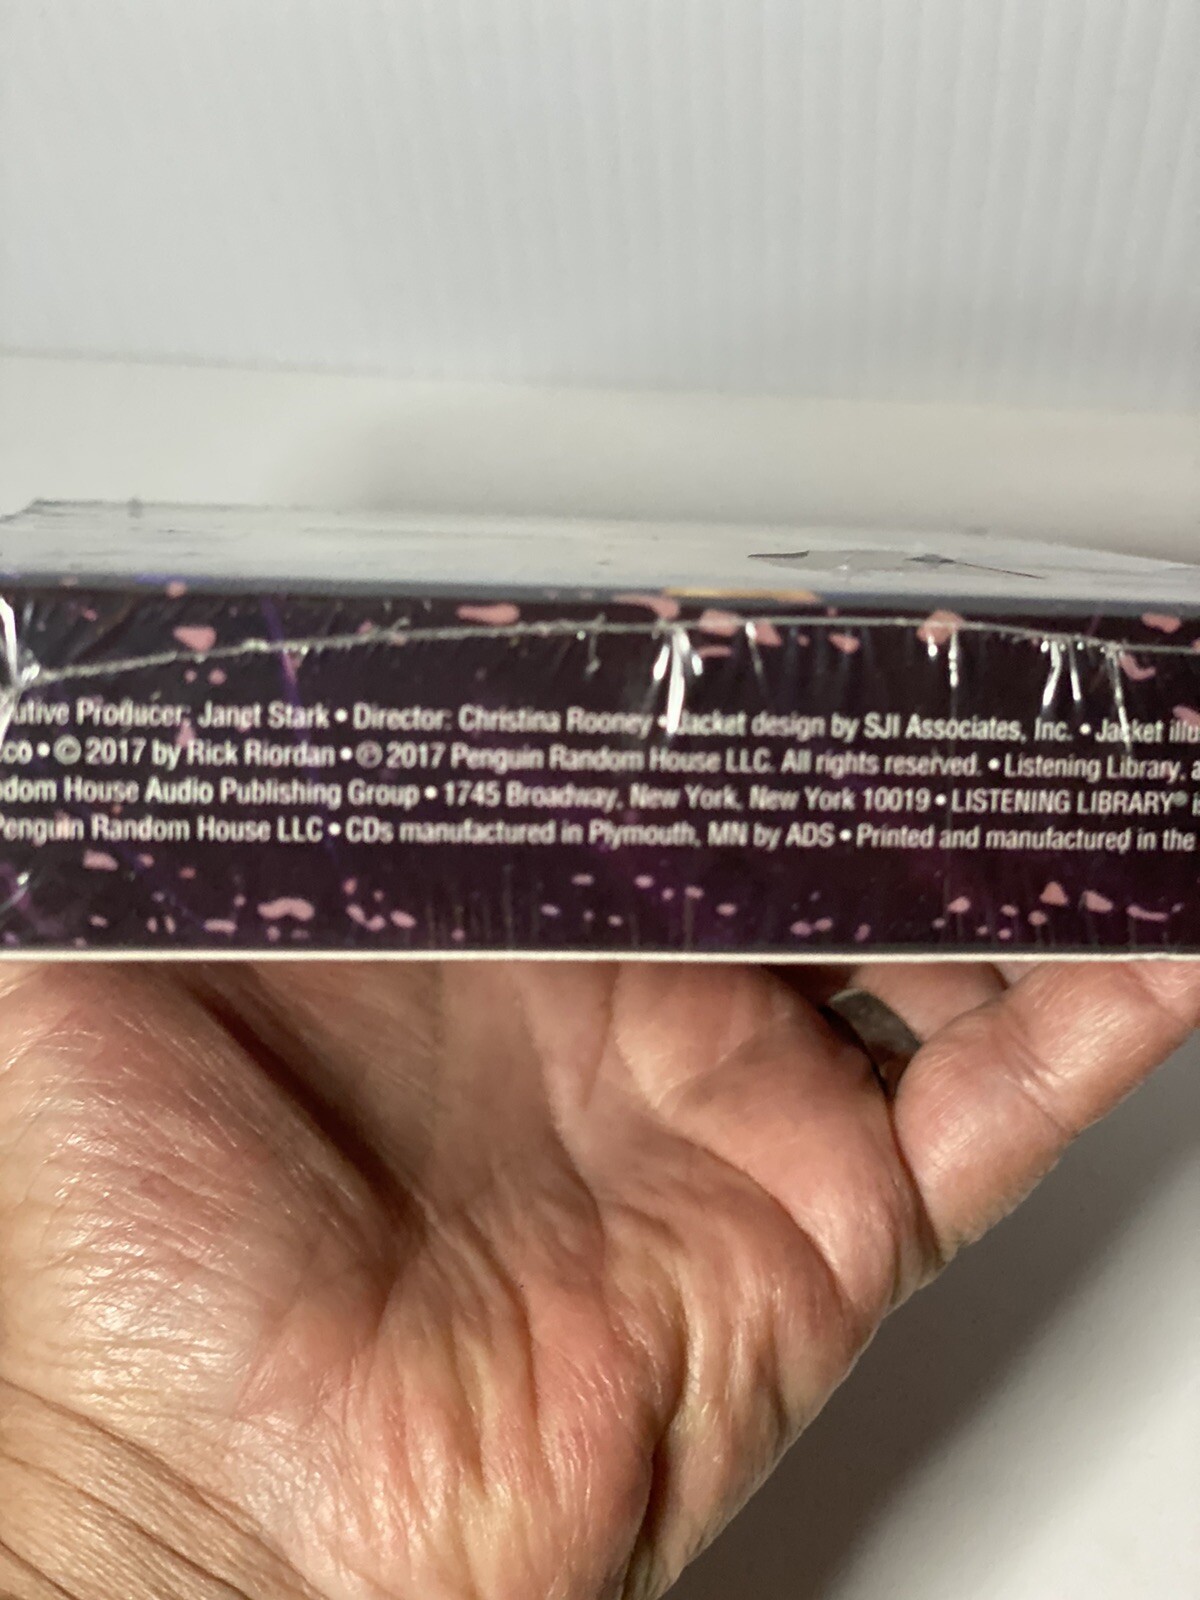 utive Producer: Janet Stark • Director: Christina Rooney • Jacket design by SJI Associates, Inc. • Jacket illu
co • © 2017 by Rick Riordan • ℗ 2017 Penguin Random House LLC. All rights reserved. • Listening Library, a
dom House Audio Publishing Group • 1745 Broadway, New York, New York 10019 • LISTENING LIBRARY®
Penguin Random House LLC • CDs manufactured in Plymouth, MN by ADS • Printed and manufactured in the